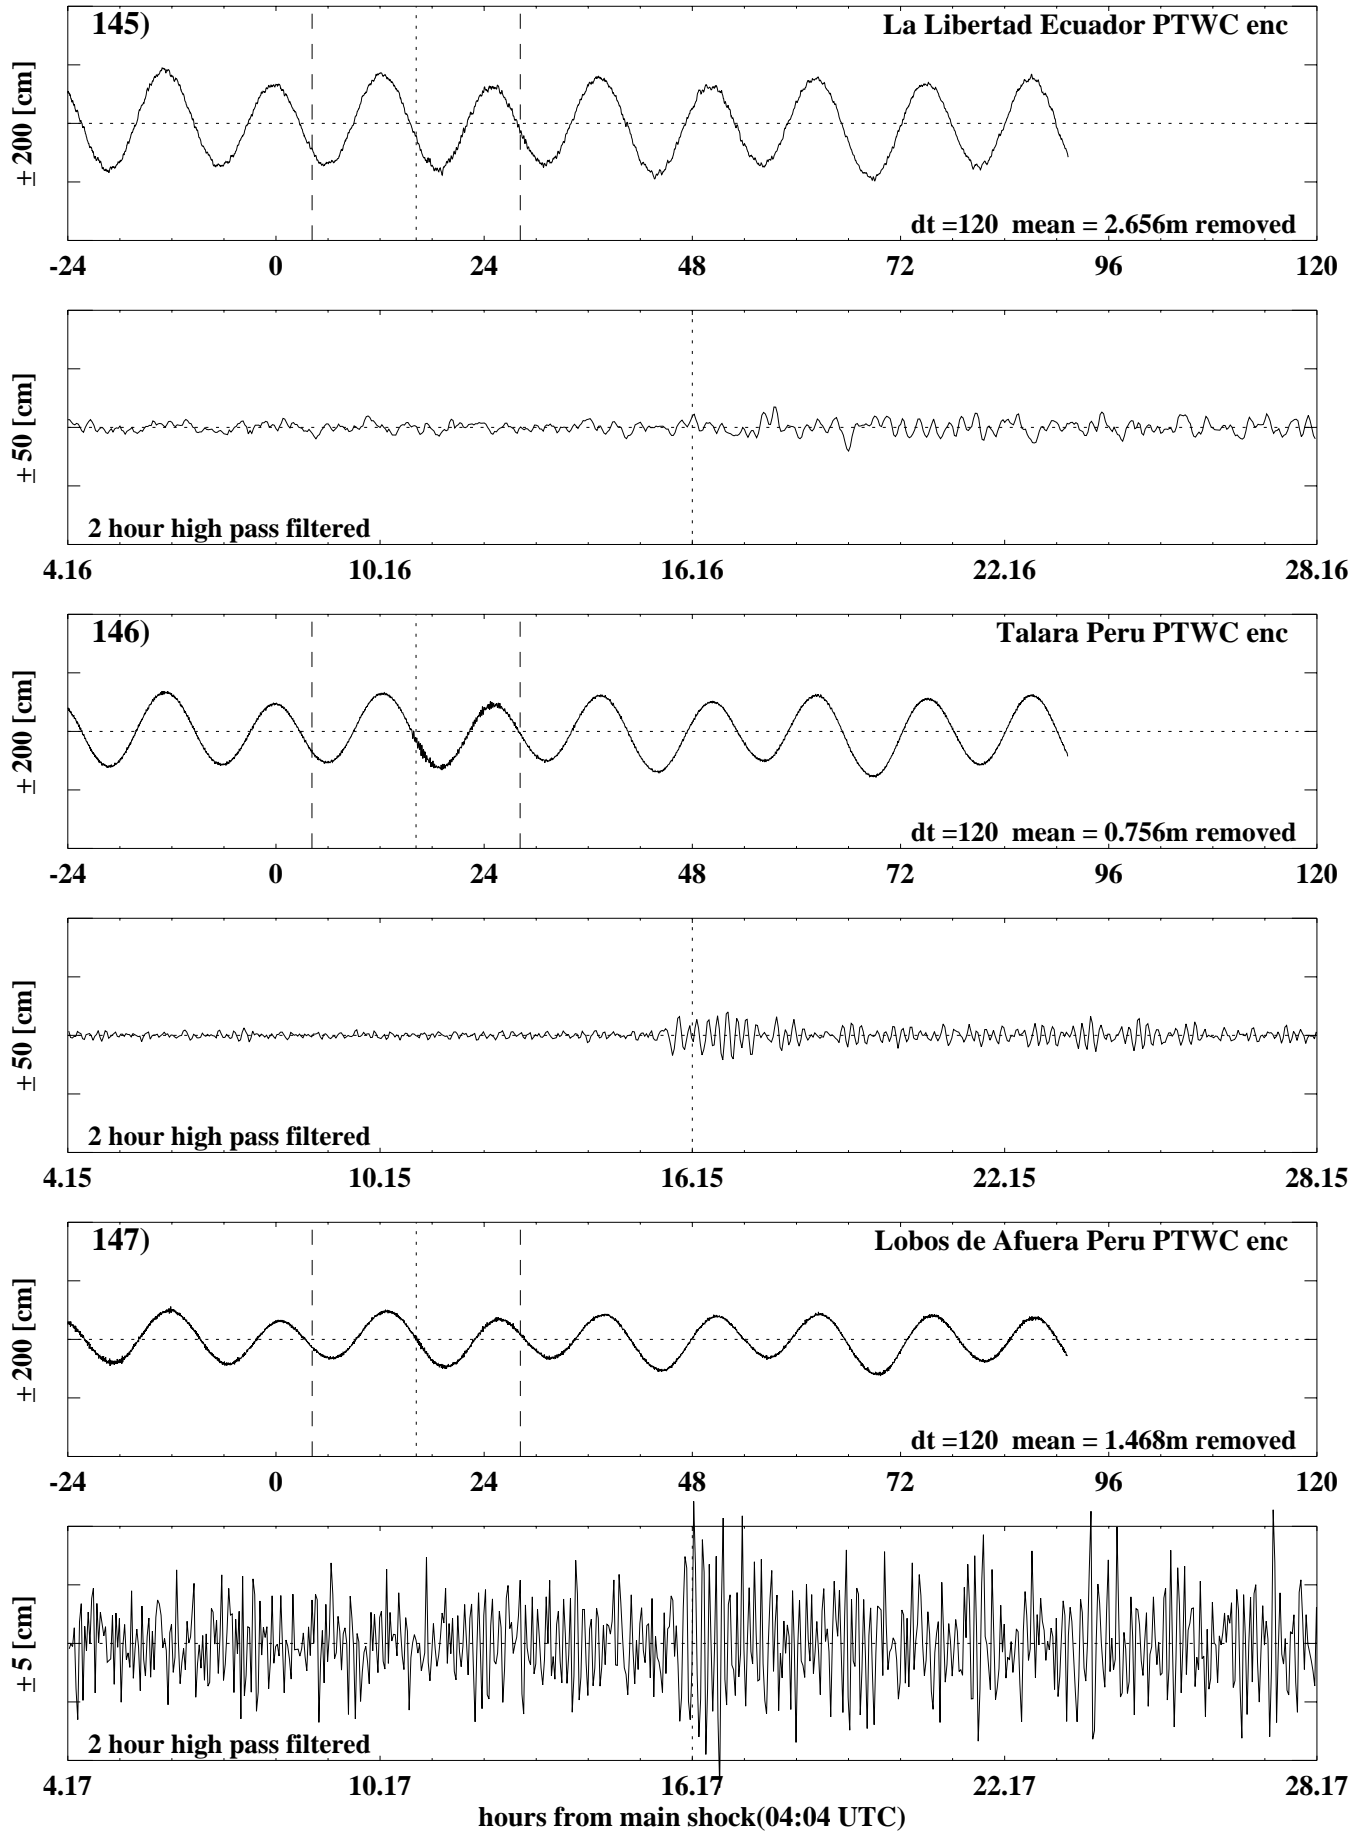 145)
La Libertad Ecuador PTWC enc
± 200 [cm]
dt =120 mean = 2.656m removed
-24 0 24 48 72 96 120
± 50 [cm]
2 hour high pass filtered
4.16 10.16 16.16 22.16 28.16
146)
Talara Peru PTWC enc
± 200 [cm]
dt =120 mean = 0.756m removed
-24 0 24 48 72 96 120
± 50 [cm]
2 hour high pass filtered
4.15 10.15 16.15 22.15 28.15
147)
Lobos de Afuera Peru PTWC enc
± 200 [cm]
dt =120 mean = 1.468m removed
-24 0 24 48 72 96 120
± 5 [cm]
2 hour high pass filtered
4.17 10.17 16.17 22.17 28.17
hours from main shock(04:04 UTC)